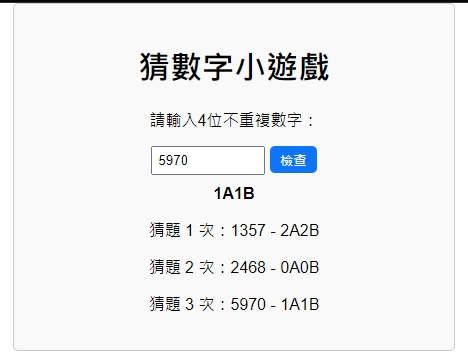 猜數字小遊戲
請輸入4位不重複數字：
5970 檢查
1A1B
猜題 1 次：1357 - 2A2B
猜題 2 次：2468 - 0A0B
猜題 3 次：5970 - 1A1B